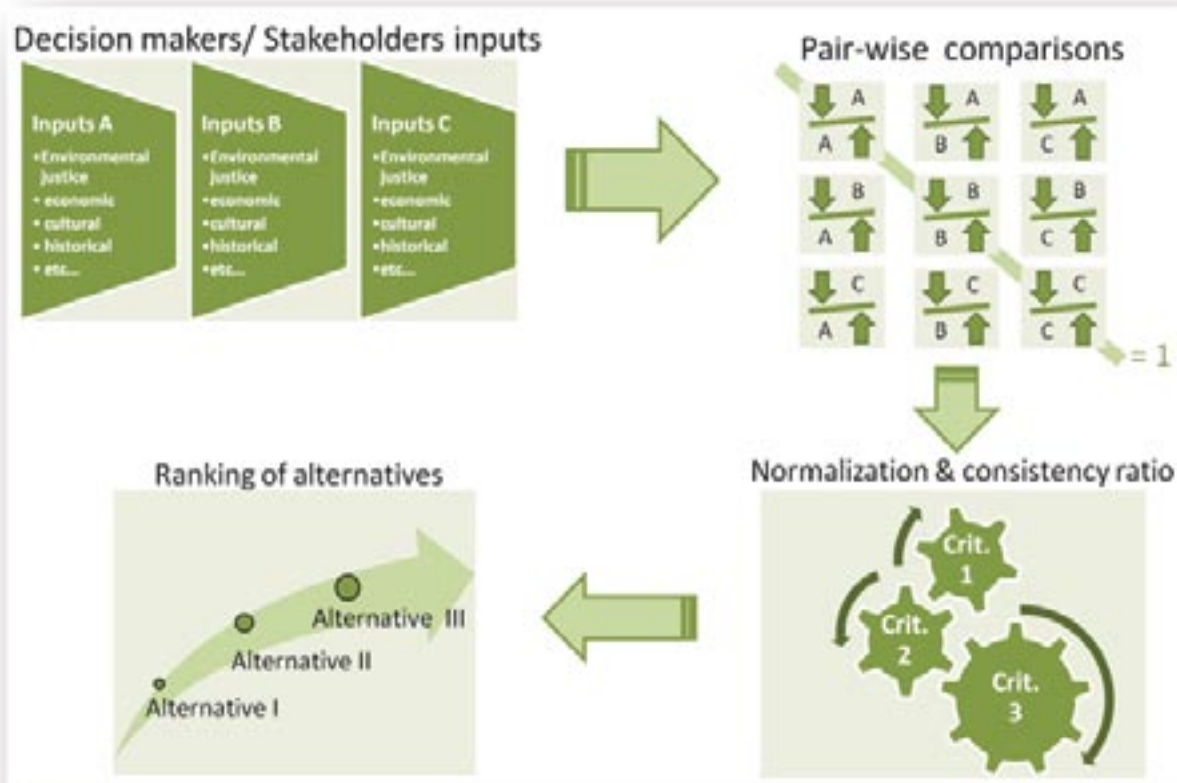 Decision makers/ Stakeholders inputs
Inputs A
•Environmental
justice
• economic
• cultural
• historical
• etc...
Inputs B
•Environmental
justice
•economic
•cultural
•historical
•etc...
Inputs C
•Environmental
justice
•economic
•cultural
•historical
•etc...
Pair-wise comparisons
A A A
A B C
B B B
A B C
C C C
A B C
= 1
Normalization & consistency ratio
Crit.
1
Crit.
2
Crit.
3
Ranking of alternatives
Alternative III
Alternative II
Alternative I